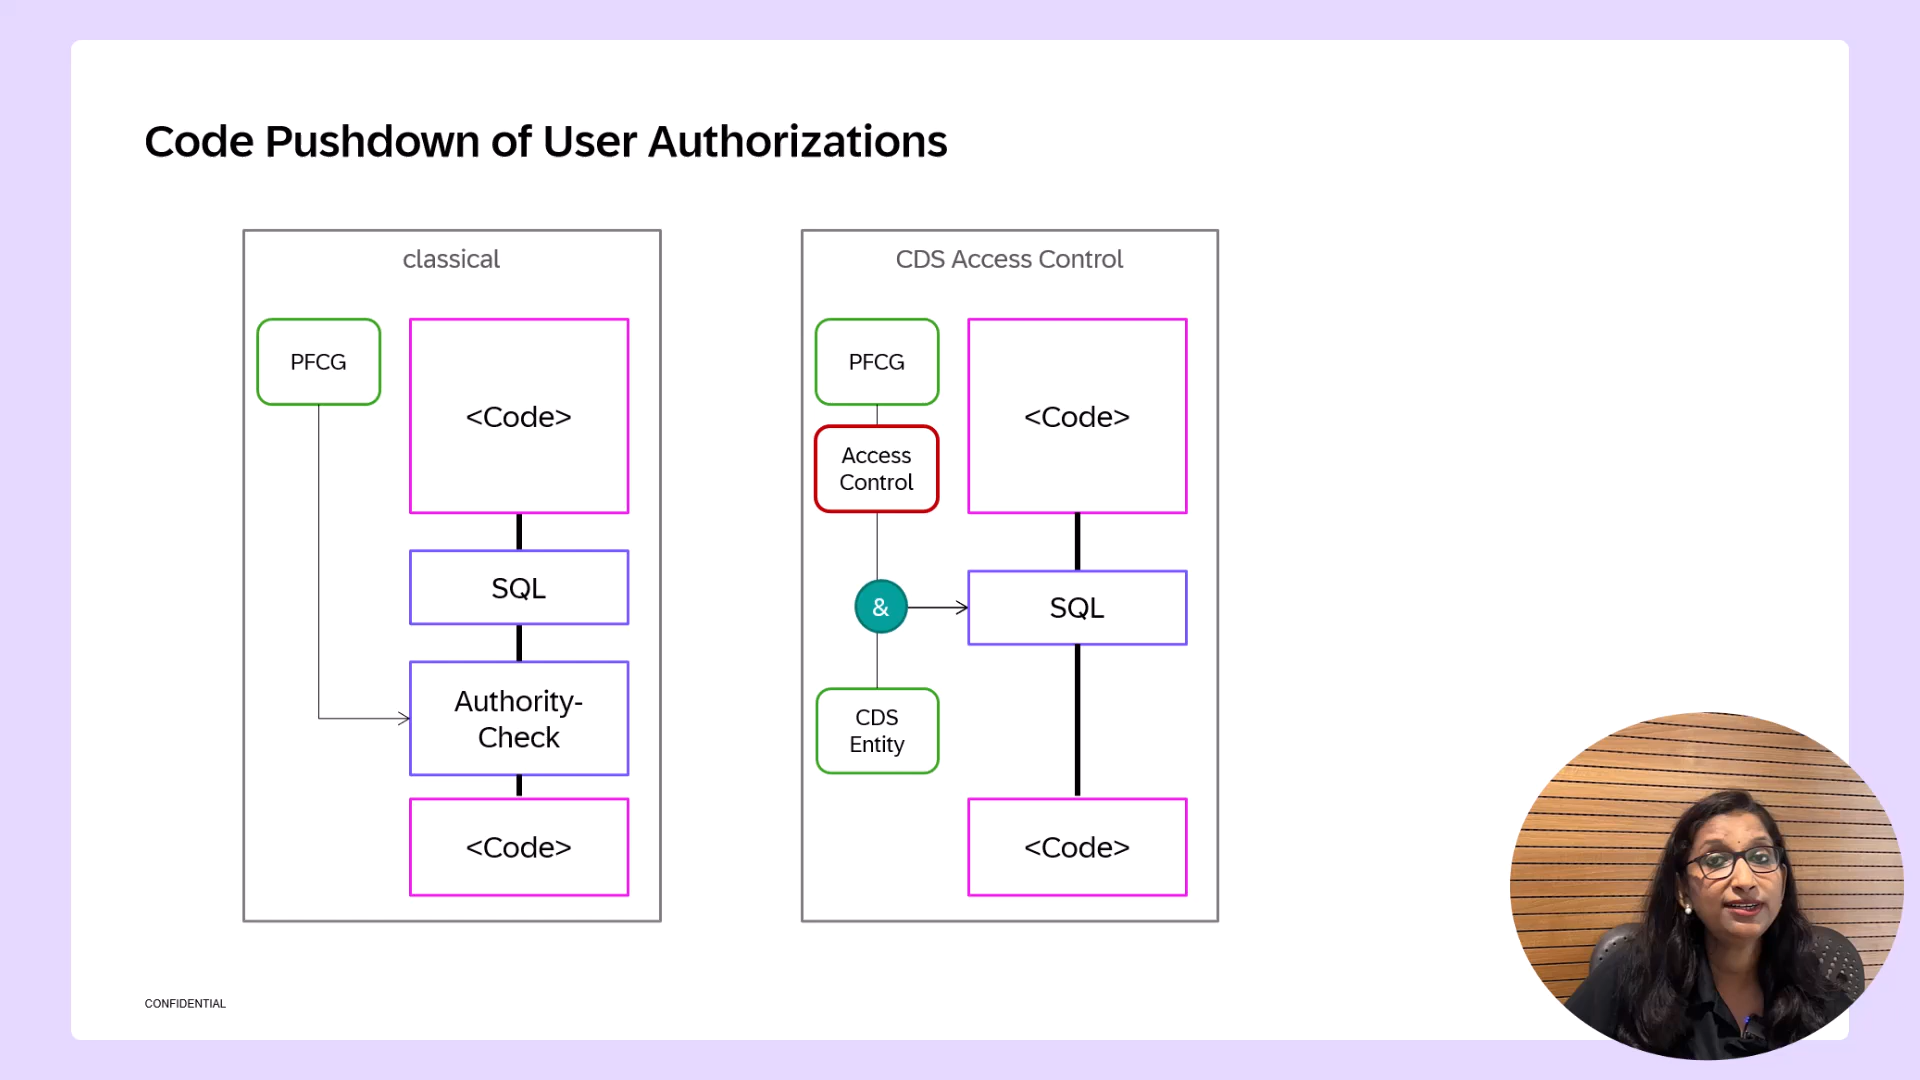 Code Pushdown of User Authorizations
classical
PFCG
<Code>
SQL
Authority-
Check
<Code>
CDS Access Control
PFCG
<Code>
Access
Control
&
SQL
CDS
Entity
<Code>
CONFIDENTIAL